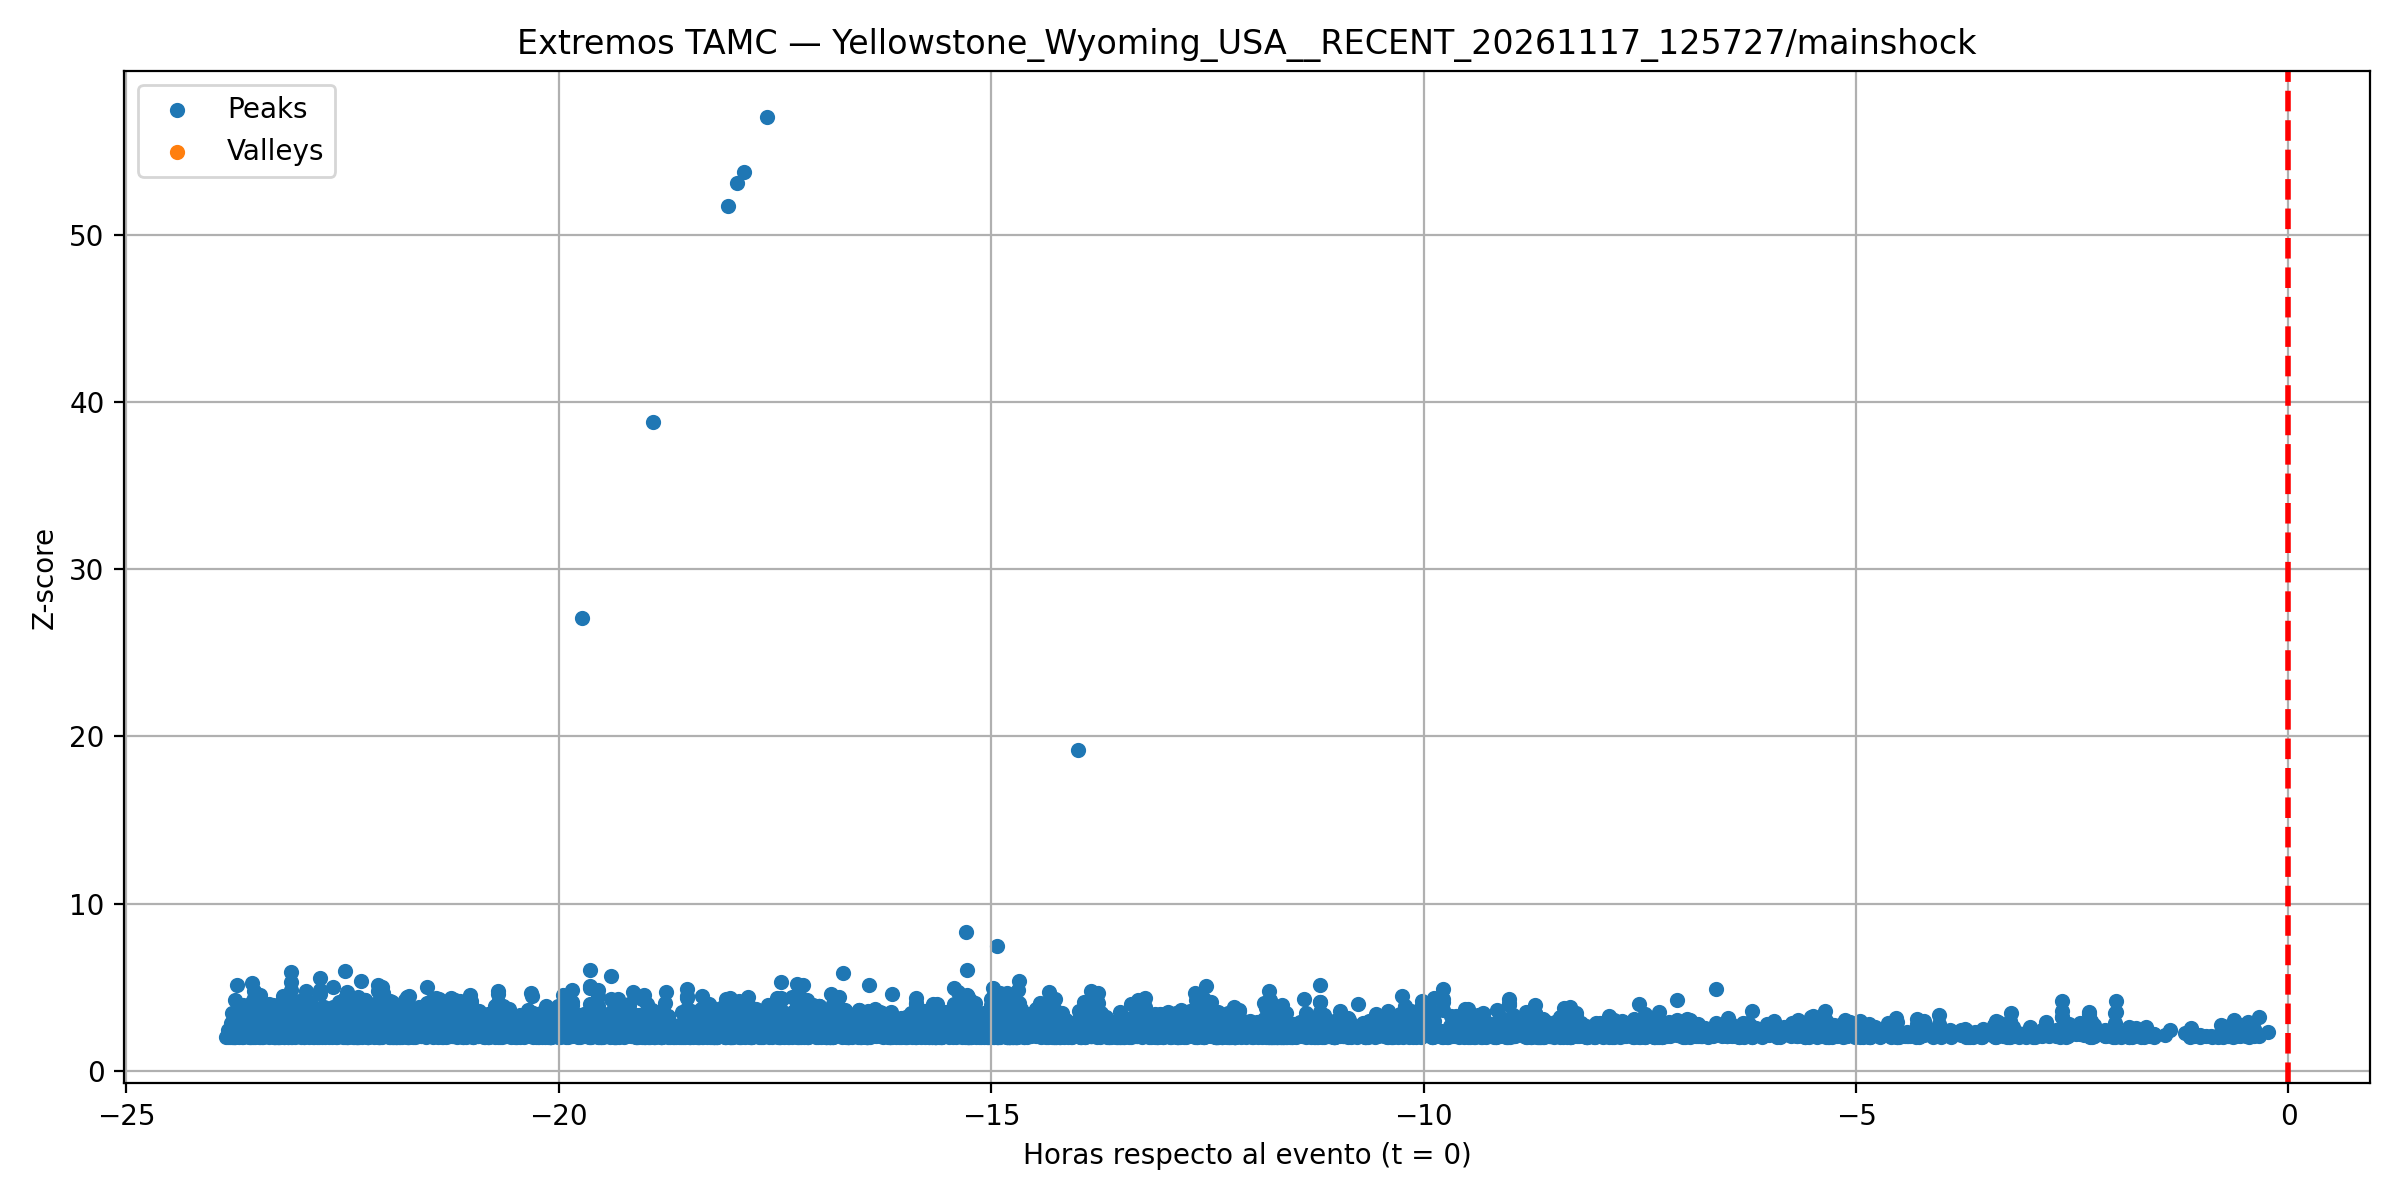 Extremos TAMC — Yellowstone_Wyoming_USA__RECENT_20261117_125727/mainshock
Peaks
Valleys
50
40
30
20
10
0
Z-score
−25 −20 −15 −10 −5 0
Horas respecto al evento (t = 0)